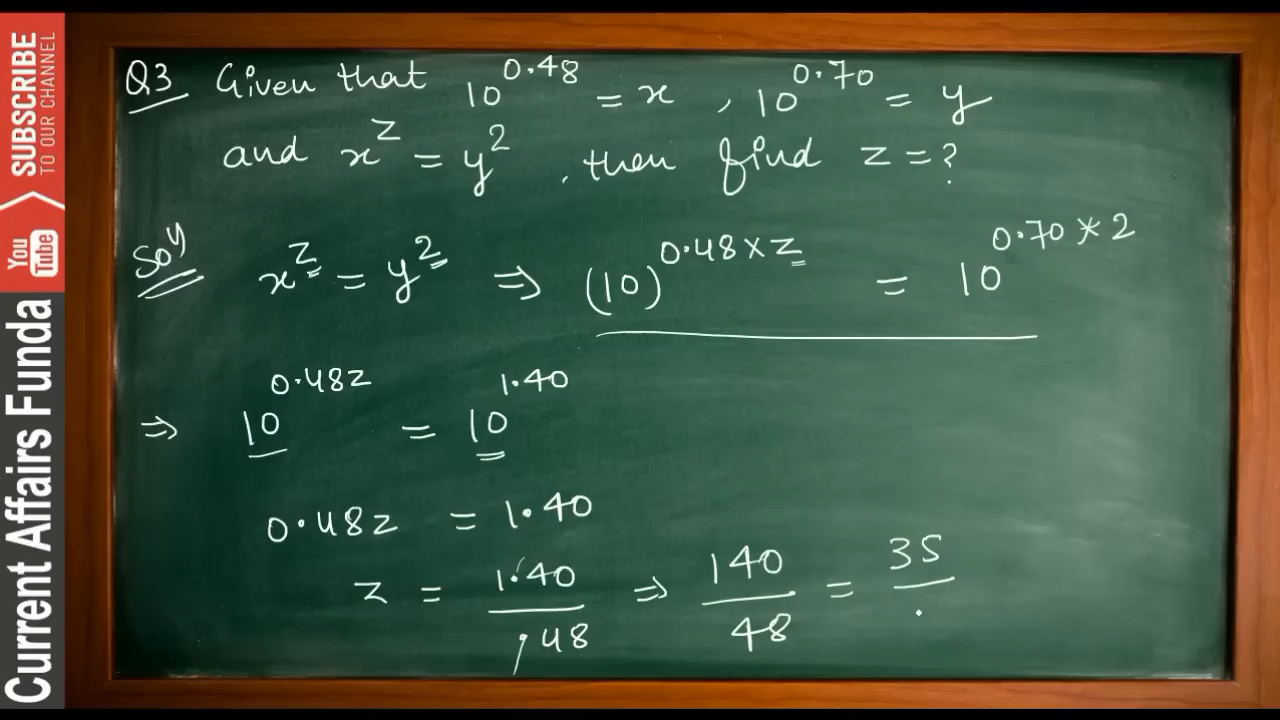 SUBSCRIBE
TO OUR CHANNEL
You Tube
Current Affairs Funda
Q3 Given that 10^0.48 = x , 10^0.70 = y
and x^z = y^2 , then find z = ?
Sol^n x^z = y^2 ⇒ (10)^0.48×z = 10^0.70*2
⇒ 10^0.48z = 10^1.40
0.48z = 1.40
z = 1.40/.48 ⇒ 140/48 = 35/.